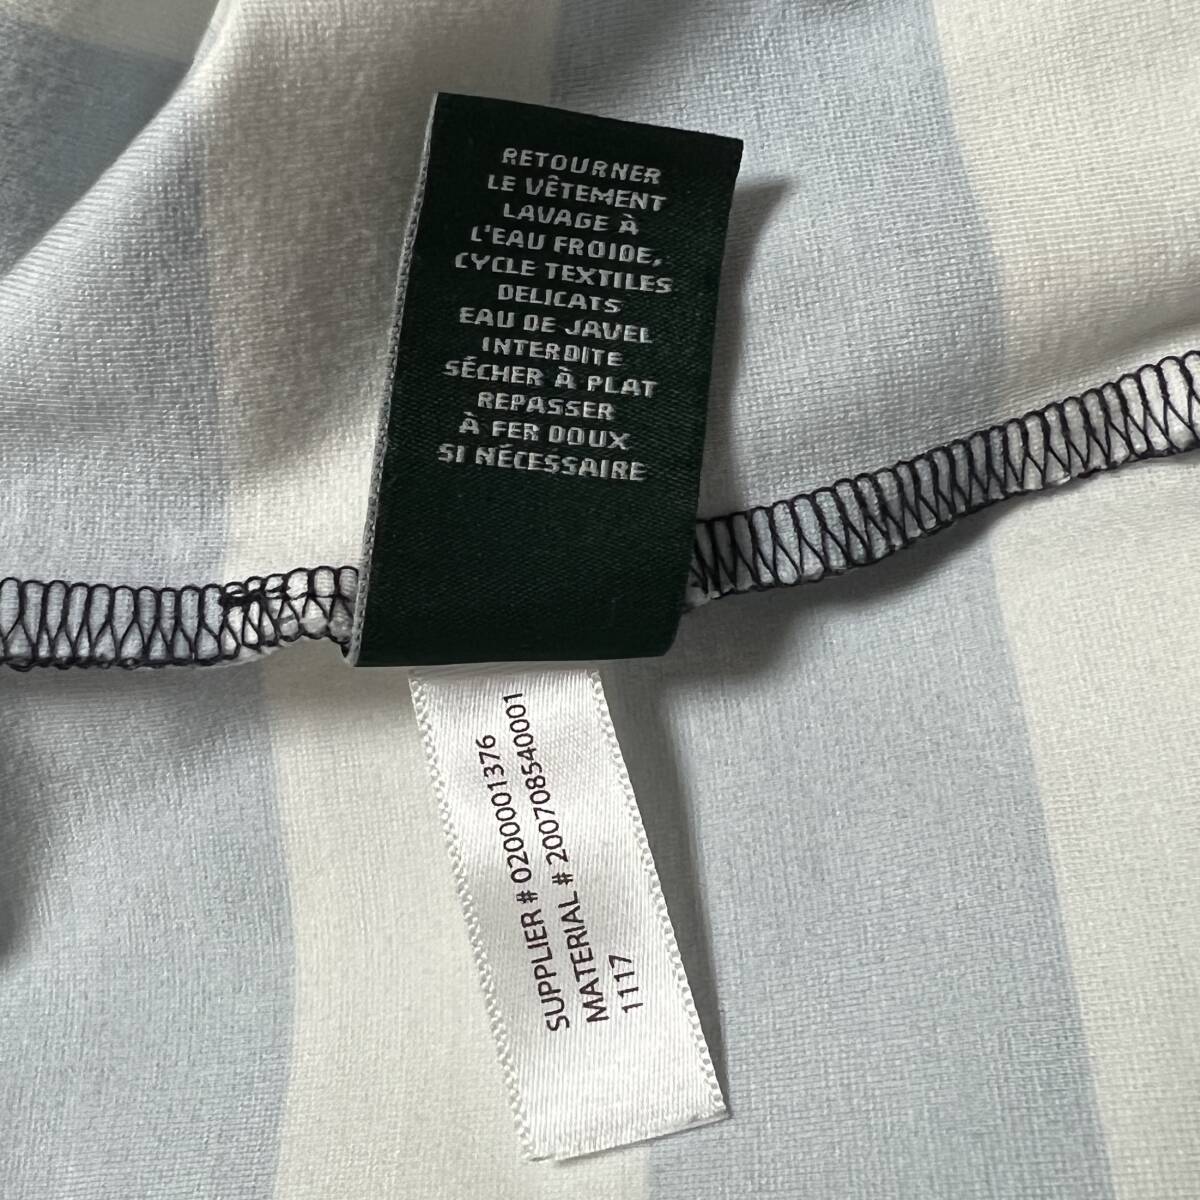 RETOURNER
LE VÊTEMENT
LAVAGE À
L'EAU FROIDE,
CYCLE TEXTILES
DELICATS
EAU DE JAVEL
INTERDITE
SÉCHER À PLAT
REPASSER
À FER DOUX
SI NÉCESSAIRE
SUPPLIER # 0200001376
MATERIAL # 200708540001
1117